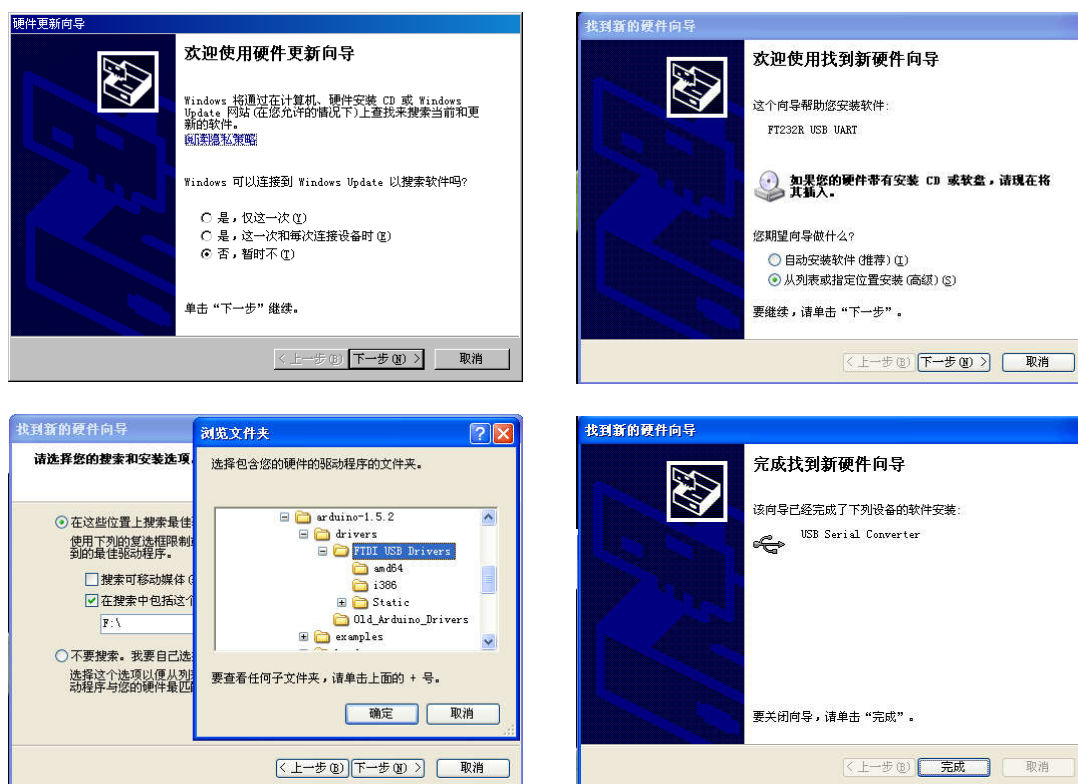 硬件更新向导
欢迎使用硬件更新向导
Windows 将通过在计算机、硬件安装 CD 或 Windows
Update 网站(在您允许的情况下)上查找来搜索当前和更
新的软件。
阅读隐私策略
Windows 可以连接到 Windows Update 以搜索软件吗?
是，仅这一次(Y)
是，这一次和每次连接设备时(E)
否，暂时不(T)
单击“下一步”继续。
< 上一步(B) 下一步(N) > 取消
找到新的硬件向导
欢迎使用找到新硬件向导
这个向导帮助您安装软件:
FT232R USB UART
如果您的硬件带有安装 CD 或软盘，请现在将
其插入。
您期望向导做什么?
自动安装软件(推荐)(I)
从列表或指定位置安装(高级)(S)
要继续，请单击“下一步”。
< 上一步(B) 下一步(N) > 取消
找到新的硬件向导
请选择您的搜索和安装选项
在这些位置上搜索最佳
使用下列的复选框限制
到的最佳驱动程序。
搜索可移动媒体
在搜索中包括这个
F:\
不要搜索。我要自己选
选择这个选项以便从列
动程序与您的硬件最匹
< 上一步(B) 下一步(N) > 取消
浏览文件夹
选择包含您的硬件的驱动程序的文件夹。
arduino-1.5.2
drivers
FTDI USB Drivers
amd64
i386
Static
Old_Arduino_Drivers
examples
要查看任何子文件夹，请单击上面的 + 号。
确定 取消
找到新的硬件向导
完成找到新硬件向导
该向导已经完成了下列设备的软件安装:
USB Serial Converter
要关闭向导，请单击“完成”。
< 上一步(B) 完成 取消